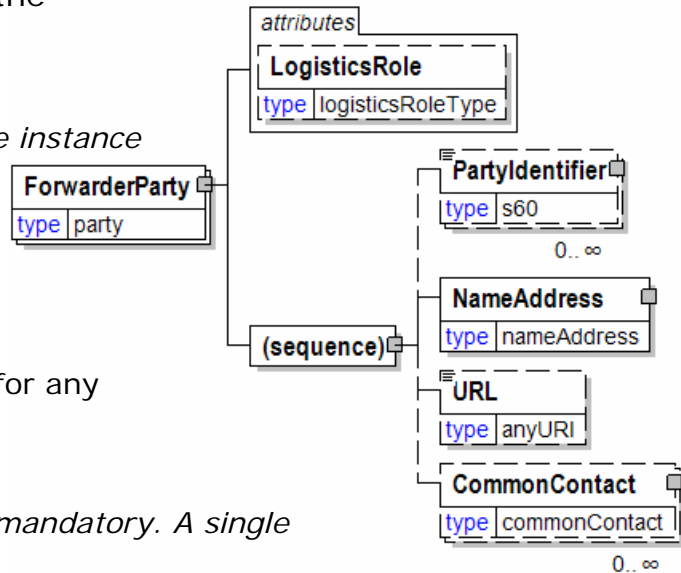 the
e instance
for any
mandatory. A single
attributes
LogisticsRole
type logisticsRoleType
ForwarderParty
type party
(sequence)
PartyIdentifier
type s60
0.. ∞
NameAddress
type nameAddress
URL
type anyURI
CommonContact
type commonContact
0.. ∞